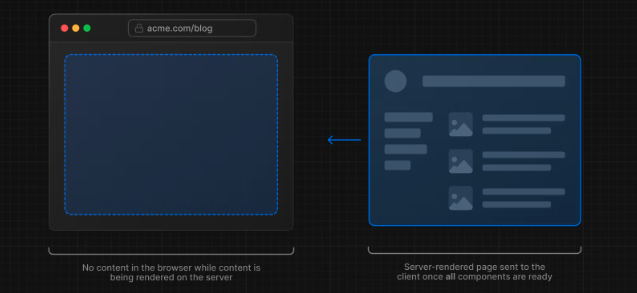 acme.com/blog
No content in the browser while content is
being rendered on the server
Server-rendered page sent to the
client once all components are ready